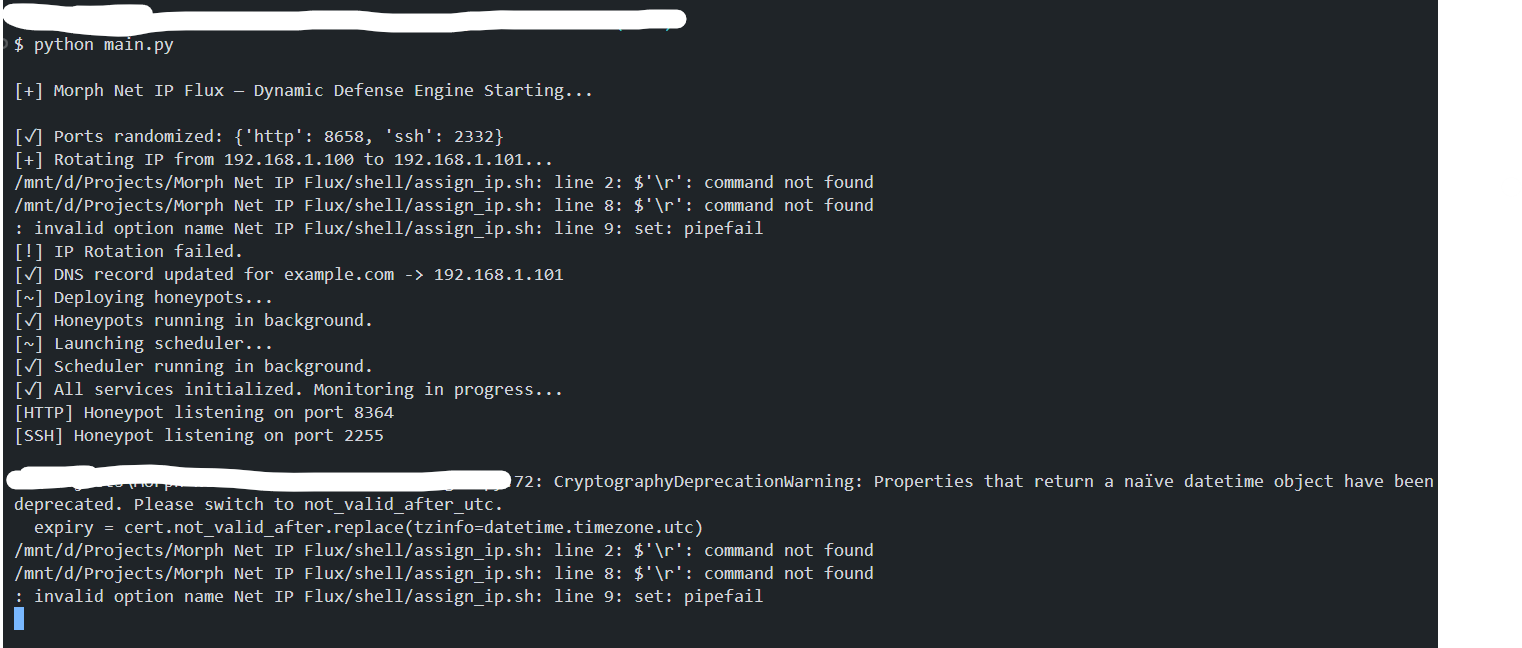 $ python main.py
[+] Morph Net IP Flux — Dynamic Defense Engine Starting...
[✓] Ports randomized: {'http': 8658, 'ssh': 2332}
[+] Rotating IP from 192.168.1.100 to 192.168.1.101...
/mnt/d/Projects/Morph Net IP Flux/shell/assign_ip.sh: line 2: $'\r': command not found
/mnt/d/Projects/Morph Net IP Flux/shell/assign_ip.sh: line 8: $'\r': command not found
: invalid option name Net IP Flux/shell/assign_ip.sh: line 9: set: pipefail
[!] IP Rotation failed.
[✓] DNS record updated for example.com -> 192.168.1.101
[~] Deploying honeypots...
[✓] Honeypots running in background.
[~] Launching scheduler...
[✓] Scheduler running in background.
[✓] All services initialized. Monitoring in progress...
[HTTP] Honeypot listening on port 8364
[SSH] Honeypot listening on port 2255
:72: CryptographyDeprecationWarning: Properties that return a naïve datetime object have been
deprecated. Please switch to not_valid_after_utc.
expiry = cert.not_valid_after.replace(tzinfo=datetime.timezone.utc)
/mnt/d/Projects/Morph Net IP Flux/shell/assign_ip.sh: line 2: $'\r': command not found
/mnt/d/Projects/Morph Net IP Flux/shell/assign_ip.sh: line 8: $'\r': command not found
: invalid option name Net IP Flux/shell/assign_ip.sh: line 9: set: pipefail